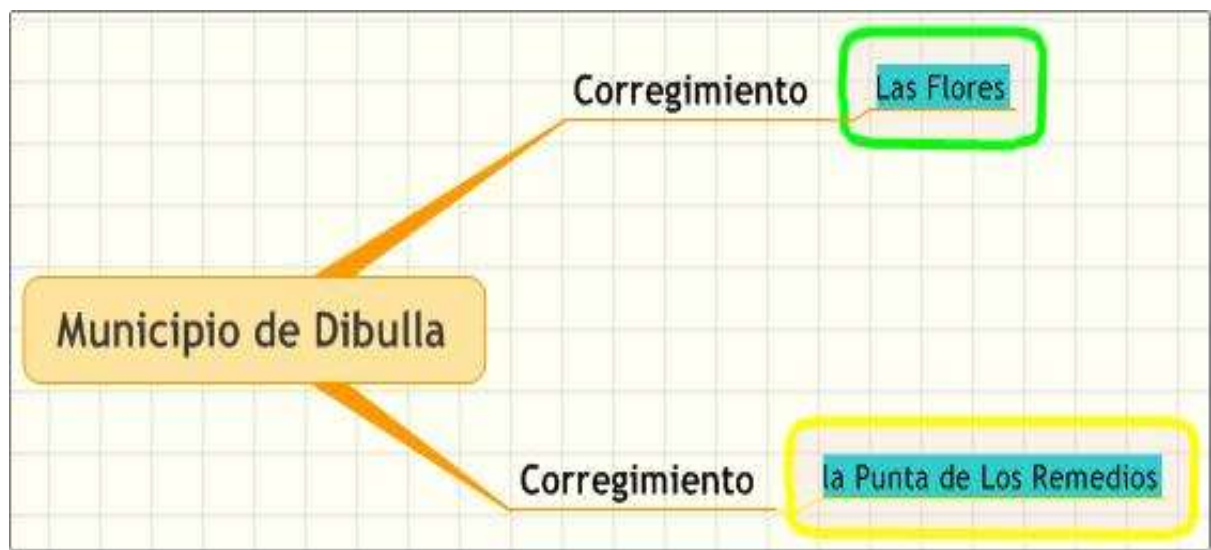 Corregimiento Las Flores
Municipio de Dibulla
Corregimiento la Punta de Los Remedios